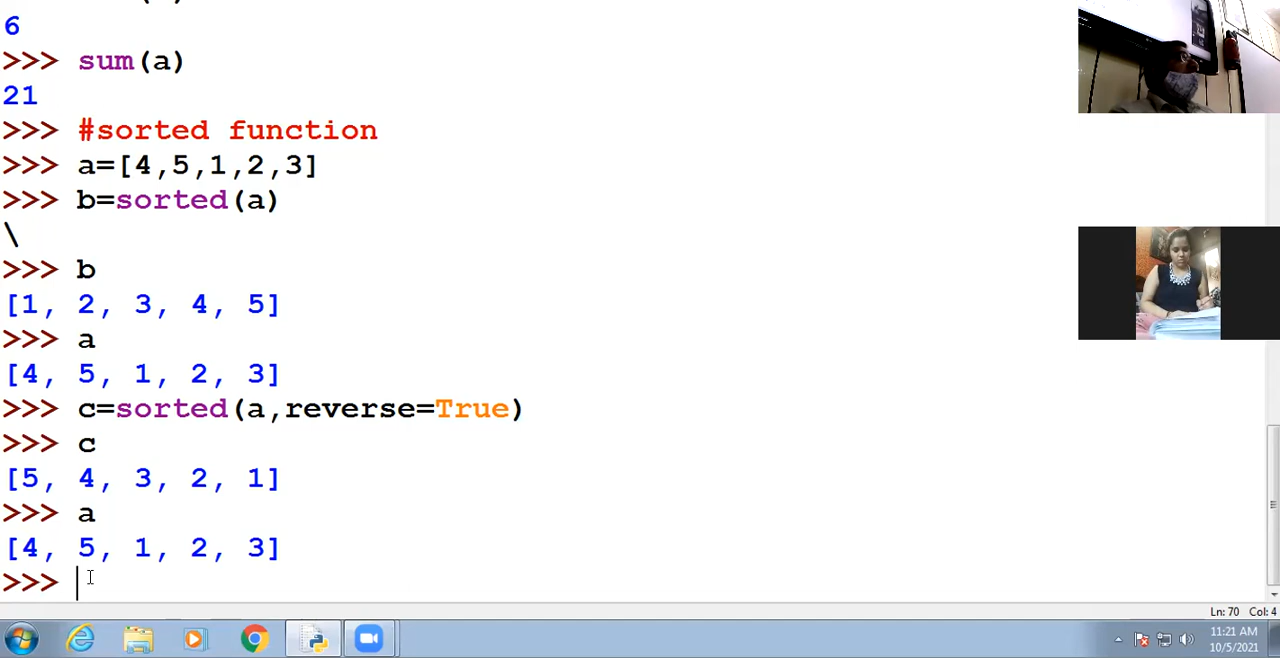 6
>>> sum(a)
21
>>> #sorted function
>>> a=[4,5,1,2,3]
>>> b=sorted(a)
\
>>> b
[1, 2, 3, 4, 5]
>>> a
[4, 5, 1, 2, 3]
>>> c=sorted(a,reverse=True)
>>> c
[5, 4, 3, 2, 1]
>>> a
[4, 5, 1, 2, 3]
>>>
Ln: 70 Col: 4
11:21 AM
10/5/2021